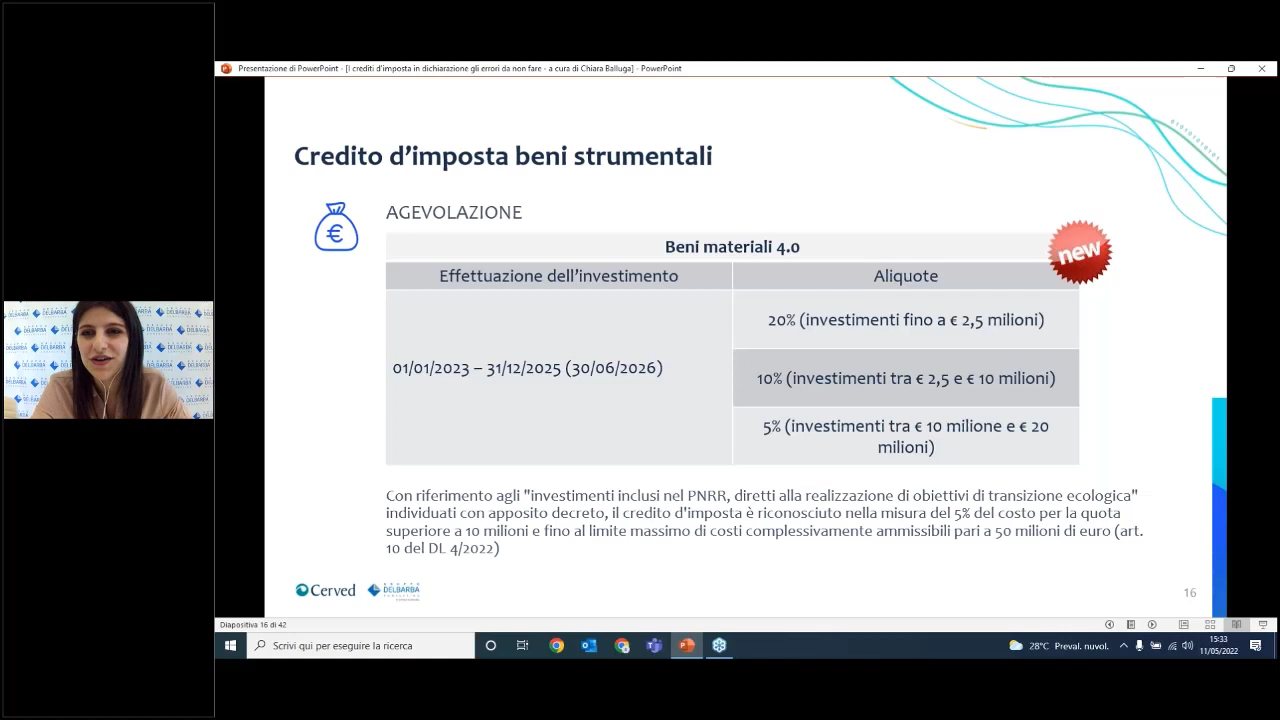 Presentazione di PowerPoint - [I crediti d'imposta in dichiarazione gli errori da non fare - a cura di Chiara Balluga] - PowerPoint
Credito d'imposta beni strumentali
AGEVOLAZIONE
Beni materiali 4.0
new
Effettuazione dell'investimento
Aliquote
20% (investimenti fino a € 2,5 milioni)
01/01/2023 – 31/12/2025 (30/06/2026)
10% (investimenti tra € 2,5 e € 10 milioni)
5% (investimenti tra € 10 milione e € 20
milioni)
Con riferimento agli "investimenti inclusi nel PNRR, diretti alla realizzazione di obiettivi di transizione ecologica"
individuati con apposito decreto, il credito d'imposta è riconosciuto nella misura del 5% del costo per la quota
superiore a 10 milioni e fino al limite massimo di costi complessivamente ammissibili pari a 50 milioni di euro (art.
10 del DL 4/2022)
Cerved
GRUPPO
DELBARBA
16
Diapositiva 16 di 42
Scrivi qui per eseguire la ricerca
28°C Preval. nuvol.
15:33
11/05/2022